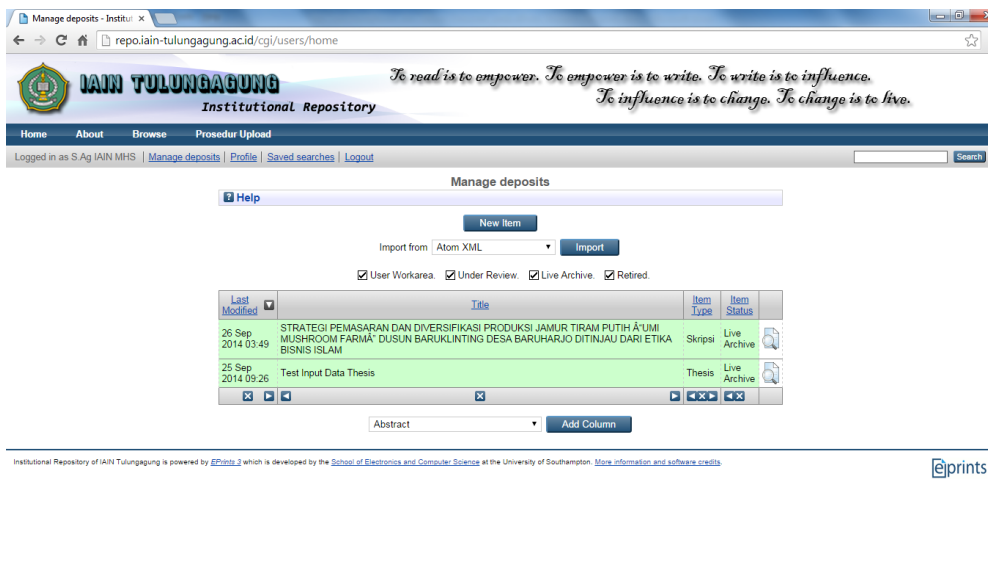 Manage deposits - Institut
repo.iain-tulungagung.ac.id/cgi/users/home
IAIN TULUNGAGUNG
Institutional Repository
To read is to empower. To empower is to write. To write is to influence.
To influence is to change. To change is to live.
Home About Browse Prosedur Upload
Logged in as S.Ag IAIN MHS | Manage deposits | Profile | Saved searches | Logout Search
Manage deposits
? Help
New Item
Import from Atom XML Import
User Workarea. Under Review. Live Archive. Retired.
Last Modified Title Item Type Item Status
26 Sep 2014 03:49 STRATEGI PEMASARAN DAN DIVERSIFIKASI PRODUKSI JAMUR TIRAM PUTIH Â“UMI
MUSHROOM FARMÂ” DUSUN BARUKLINTING DESA BARUHARJO DITINJAU DARI ETIKA
BISNIS ISLAM Skripsi Live Archive
25 Sep 2014 09:26 Test Input Data Thesis Thesis Live Archive
Abstract Add Column
Institutional Repository of IAIN Tulungagung is powered by EPrints 3 which is developed by the School of Electronics and Computer Science at the University of Southampton. More information and software credits.
eprints